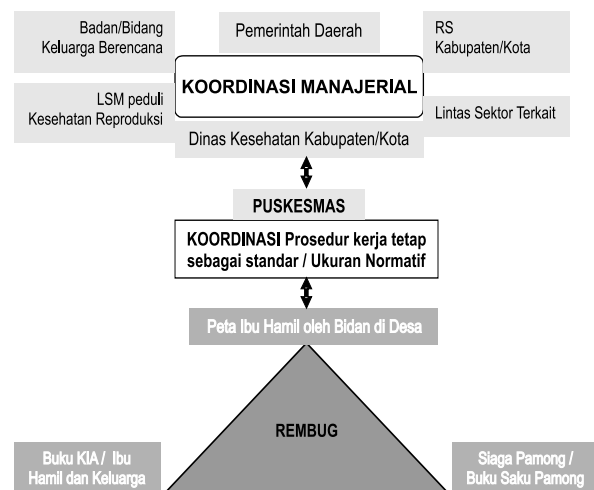 Badan/Bidang
Keluarga Berencana
Pemerintah Daerah
RS
Kabupaten/Kota
KOORDINASI MANAJERIAL
LSM peduli
Kesehatan Reproduksi
Lintas Sektor Terkait
Dinas Kesehatan Kabupaten/Kota
PUSKESMAS
KOORDINASI Prosedur kerja tetap
sebagai standar / Ukuran Normatif
Peta Ibu Hamil oleh Bidan di Desa
REMBUG
Buku KIA / Ibu
Hamil dan Keluarga
Siaga Pamong /
Buku Saku Pamong